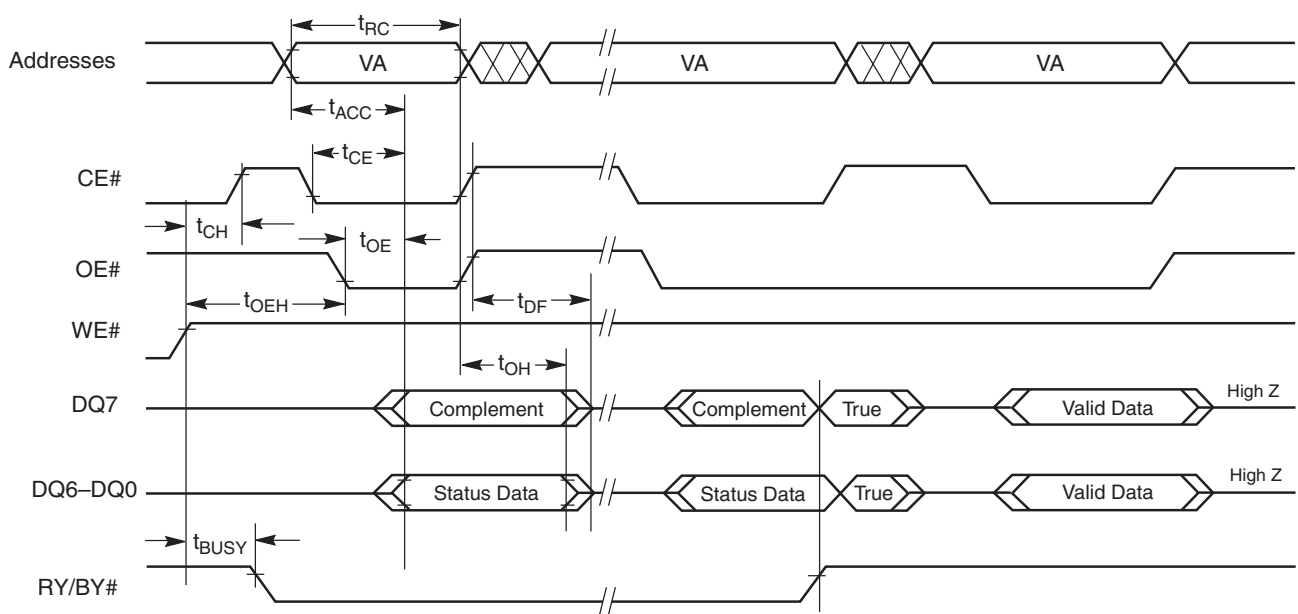 tRC
Addresses VA VA VA
tACC
tCE
CE#
tCH
tOE
OE#
tOEH
tDF
WE#
tOH
DQ7 Complement Complement True Valid Data High Z
DQ6–DQ0 Status Data Status Data True Valid Data High Z
tBUSY
RY/BY#